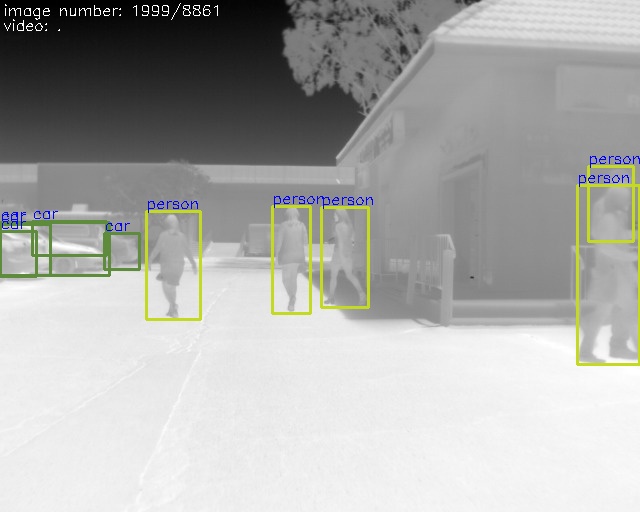 image number: 1999/8861
video: .
person
person
person
person person
car car
car
car